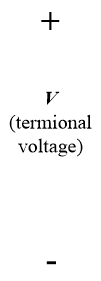 +
V
(termional
voltage)
-